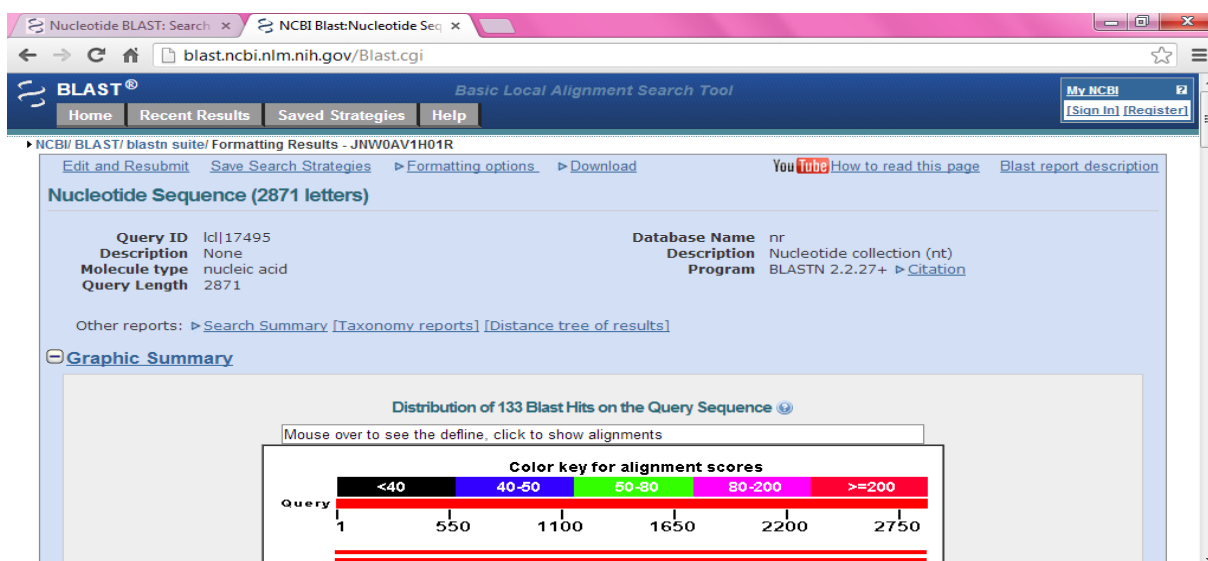 Nucleotide BLAST: Search
NCBI Blast:Nucleotide Seq
blast.ncbi.nlm.nih.gov/Blast.cgi
BLAST®
Basic Local Alignment Search Tool
My NCBI
[Sign In] [Register]
Home Recent Results Saved Strategies Help
NCBI/ BLAST/ blastn suite/ Formatting Results - JNW0AV1H01R
Edit and Resubmit Save Search Strategies Formatting options Download You Tube How to read this page Blast report description
Nucleotide Sequence (2871 letters)
Query ID lcl|17495
Description None
Molecule type nucleic acid
Query Length 2871
Database Name nr
Description Nucleotide collection (nt)
Program BLASTN 2.2.27+ Citation
Other reports: Search Summary [Taxonomy reports] [Distance tree of results]
Graphic Summary
Distribution of 133 Blast Hits on the Query Sequence
Mouse over to see the defline, click to show alignments
Color key for alignment scores
<40 40-50 50-80 80-200 >=200
Query
1 550 1100 1650 2200 2750